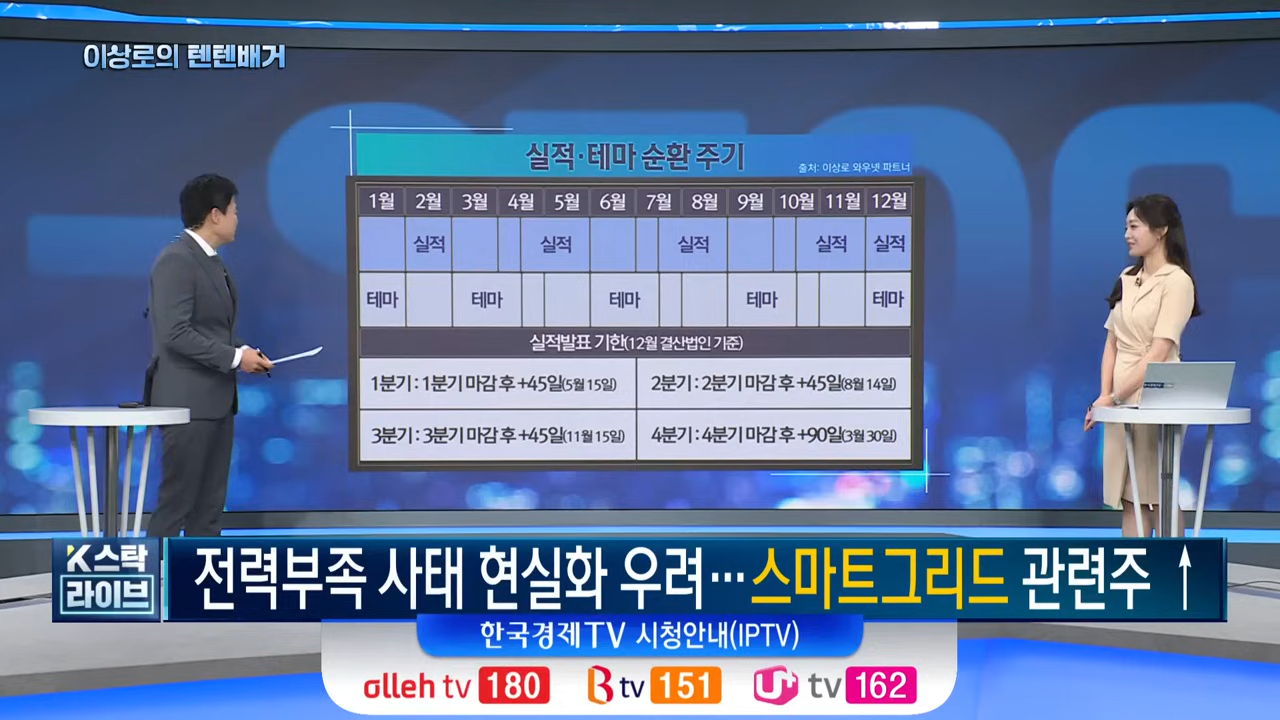 이상로의 텐텐배거
실적·테마 순환 주기
출처: 이상로 와우넷 파트너
1월 2월 3월 4월 5월 6월 7월 8월 9월 10월 11월 12월
실적 실적 실적 실적 실적
테마 테마 테마 테마 테마
실적발표 기한(12월 결산법인 기준)
1분기 : 1분기 마감 후 +45일(5월 15일) 2분기 : 2분기 마감 후 +45일(8월 14일)
3분기 : 3분기 마감 후 +45일(11월 15일) 4분기 : 4분기 마감 후 +90일(3월 30일)
K스탁
라이브
전력부족 사태 현실화 우려…스마트그리드 관련주 ↑
한국경제TV 시청안내(IPTV)
olleh tv 180 B tv 151 U+ tv 162